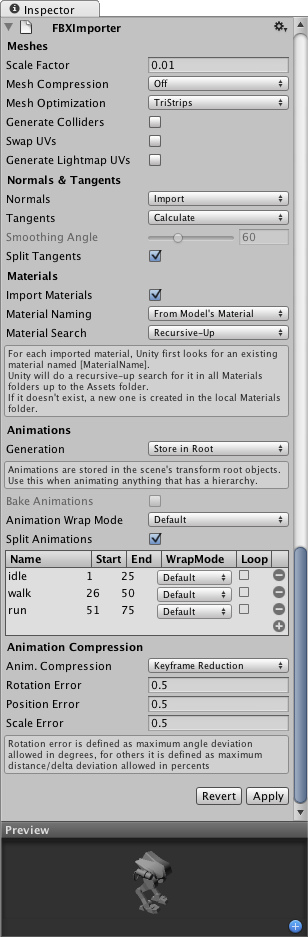 Inspector
FBXImporter
Meshes
Scale Factor 0.01
Mesh Compression Off
Mesh Optimization TriStrips
Generate Colliders
Swap UVs
Generate Lightmap UVs
Normals & Tangents
Normals Import
Tangents Calculate
Smoothing Angle 60
Split Tangents
Materials
Import Materials
Material Naming From Model's Material
Material Search Recursive-Up
For each imported material, Unity first looks for an existing
material named [MaterialName].
Unity will do a recursive-up search for it in all Materials
folders up to the Assets folder.
If it doesn't exist, a new one is created in the local Materials
folder.
Animations
Generation Store in Root
Animations are stored in the scene's transform root objects.
Use this when animating anything that has a hierarchy.
Bake Animations
Animation Wrap Mode Default
Split Animations
Name Start End WrapMode Loop
idle 1 25 Default
walk 26 50 Default
run 51 75 Default
Animation Compression
Anim. Compression Keyframe Reduction
Rotation Error 0.5
Position Error 0.5
Scale Error 0.5
Rotation error is defined as maximum angle deviation
allowed in degrees, for others it is defined as maximum
distance/delta deviation allowed in percents
Revert Apply
Preview